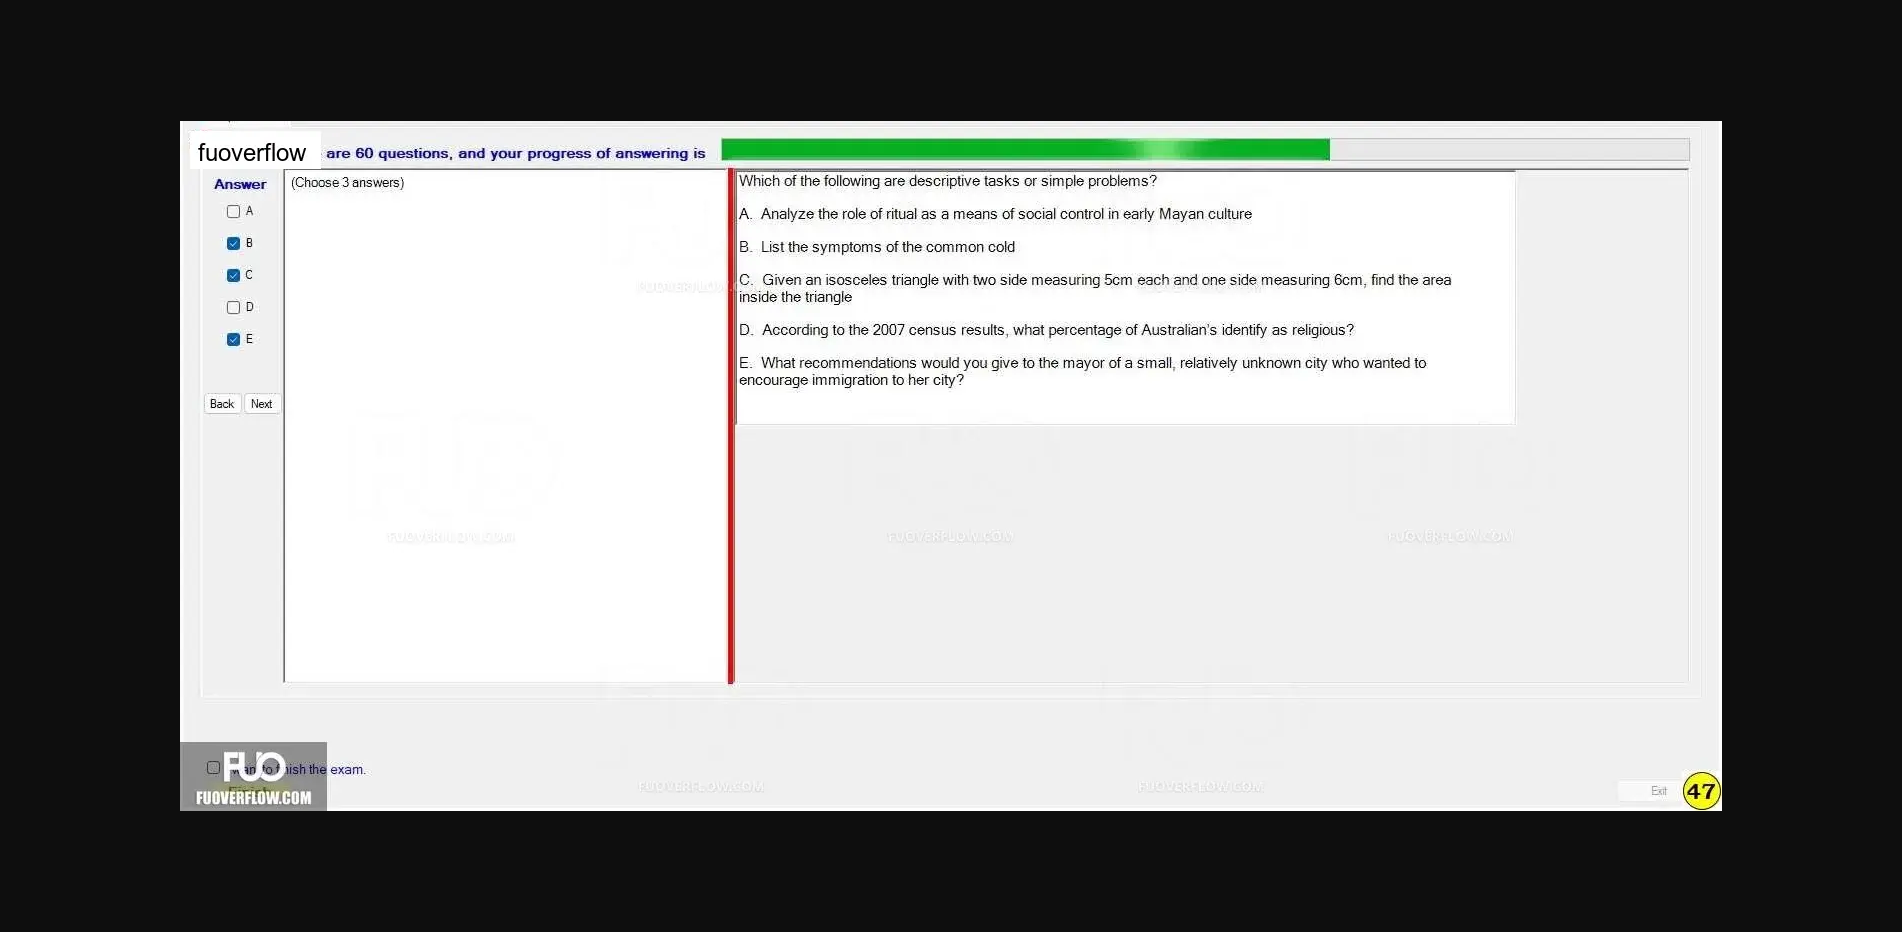 fuoverflow are 60 questions, and your progress of answering is
Answer
(Choose 3 answers)
A
B
C
D
E
Back Next
Which of the following are descriptive tasks or simple problems?
A. Analyze the role of ritual as a means of social control in early Mayan culture
B. List the symptoms of the common cold
C. Given an isosceles triangle with two side measuring 5cm each and one side measuring 6cm, find the area
inside the triangle
D. According to the 2007 census results, what percentage of Australian's identify as religious?
E. What recommendations would you give to the mayor of a small, relatively unknown city who wanted to
encourage immigration to her city?
FUOVERFLOW.COM
FUOVERFLOW.COM
FUOVERFLOW.COM FUOVERFLOW.COM FUOVERFLOW.COM
the exam.
FUO
FUOVERFLOW.COM
FUOVERFLOW.COM FUOVERFLOW.COM
Exit 47